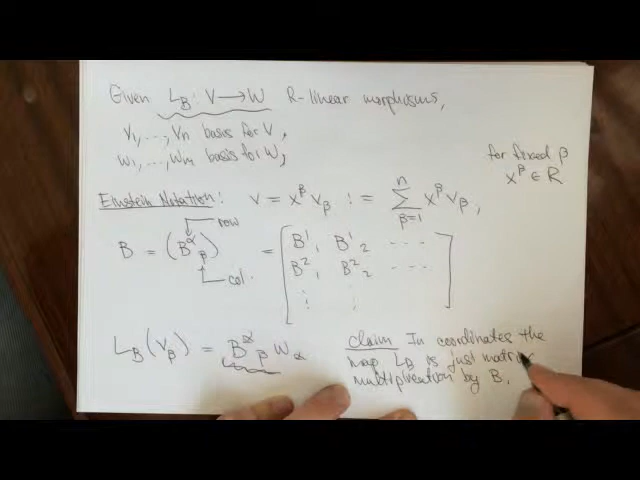 Given L_B : V → W R-linear morphisms,
v_1, ..., v_n basis for V,
w_1, ..., w_m basis for W,
for fixed β
x^β ∈ R
Einstein Notation: v = x^β v_β := \sum_{β=1}^{n} x^β v_β,
row
B = (B^α_β) = [ B^1_1 B^1_2 ...
B^2_1 B^2_2 ...
⋮ ⋮ ]
col.
L_B(v_β) = B^α_β w_α
Claim In coordinates the
map L_B is just matrix
multiplication by B.